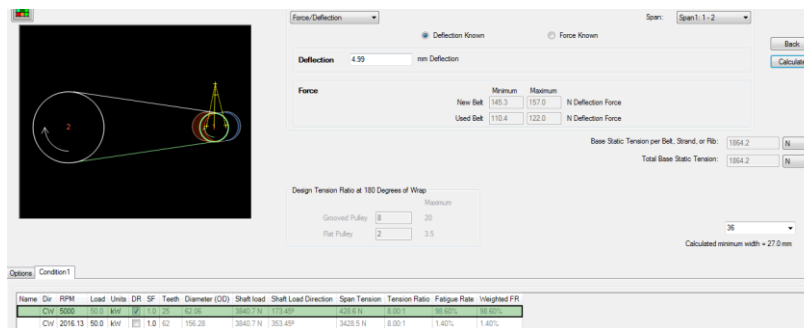 Force/Deflection Span: Span1: 1 - 2
Deflection Known Force Known
Back
Deflection 4.99 mm Deflection
Calculate
Force Minimum Maximum
New Belt 145.3 157.0 N Deflection Force
Used Belt 110.4 122.0 N Deflection Force
2
Base Static Tension per Belt, Strand, or Rib: 1864.2 N
Total Base Static Tension: 1864.2 N
Design Tension Ratio at 180 Degrees of Wrap
Maximum
Grooved Pulley 8 20
Flat Pulley 2 3.5
36
Calculated minimum width = 27.0 mm
Options Condition1
Name Dir RPM Load Units DR SF Teeth Diameter (OD) Shaft load Shaft Load Direction Span Tension Tension Ratio Fatigue Rate Weighted FR
CW 5000 50.0 kW 1.0 25 62.06 3840.7 N 173.45º 428.6 N 8.00:1 98.60% 98.60%
CW 2016.13 50.0 kW 1.0 62 156.28 3840.7 N 353.45º 3428.5 N 8.00:1 1.40% 1.40%